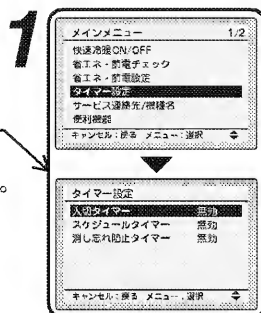 1
メインメニュー 1/2
快速冷暖ON/OFF
省エネ・節電チェック
省エネ・節電設定
タイマー設定
サービス連絡先/機種名
便利機能
キャンセル：戻る メニュー：選択
。
タイマー設定
入切タイマー 無効
スケジュールタイマー 無効
消し忘れ防止タイマー 無効
キャンセル：戻る メニュー：選択